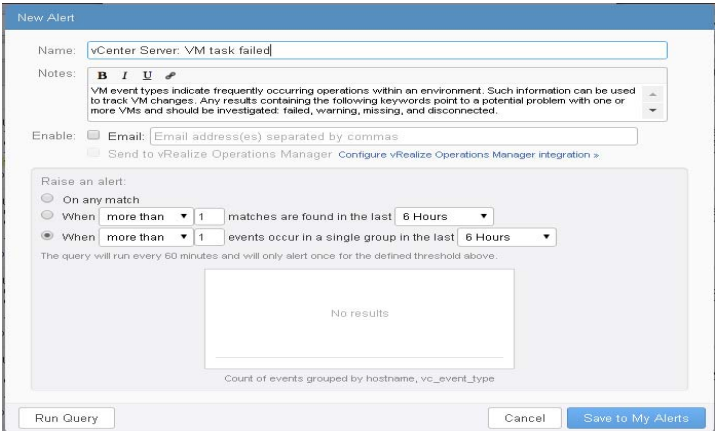 New Alert
Name: vCenter Server: VM task failed
Notes: B I U
VM event types indicate frequently occurring operations within an environment. Such information can be used
to track VM changes. Any results containing the following keywords point to a potential problem with one or
more VMs and should be investigated: failed, warning, missing, and disconnected.
Enable: Email: Email address(es) separated by commas
Send to vRealize Operations Manager Configure vRealize Operations Manager integration »
Raise an alert:
On any match
When more than 1 matches are found in the last 6 Hours
When more than 1 events occur in a single group in the last 6 Hours
The query will run every 60 minutes and will only alert once for the defined threshold above.
No results
Count of events grouped by hostname, vc_event_type
Run Query Cancel Save to My Alerts